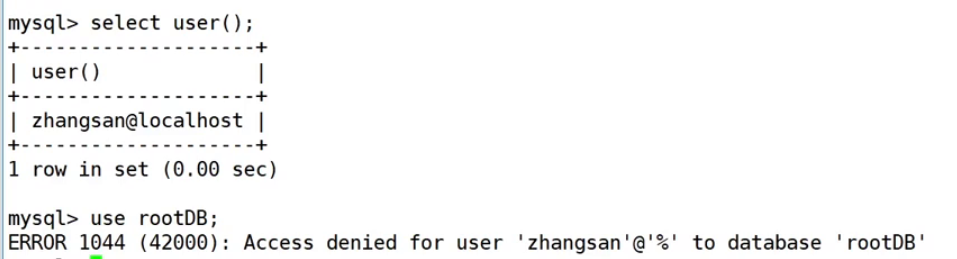 mysql> select user();
+-------------------+
| user()            |
+-------------------+
| zhangsan@localhost |
+-------------------+
1 row in set (0.00 sec)
mysql> use rootDB;
ERROR 1044 (42000): Access denied for user 'zhangsan'@'%' to database 'rootDB'